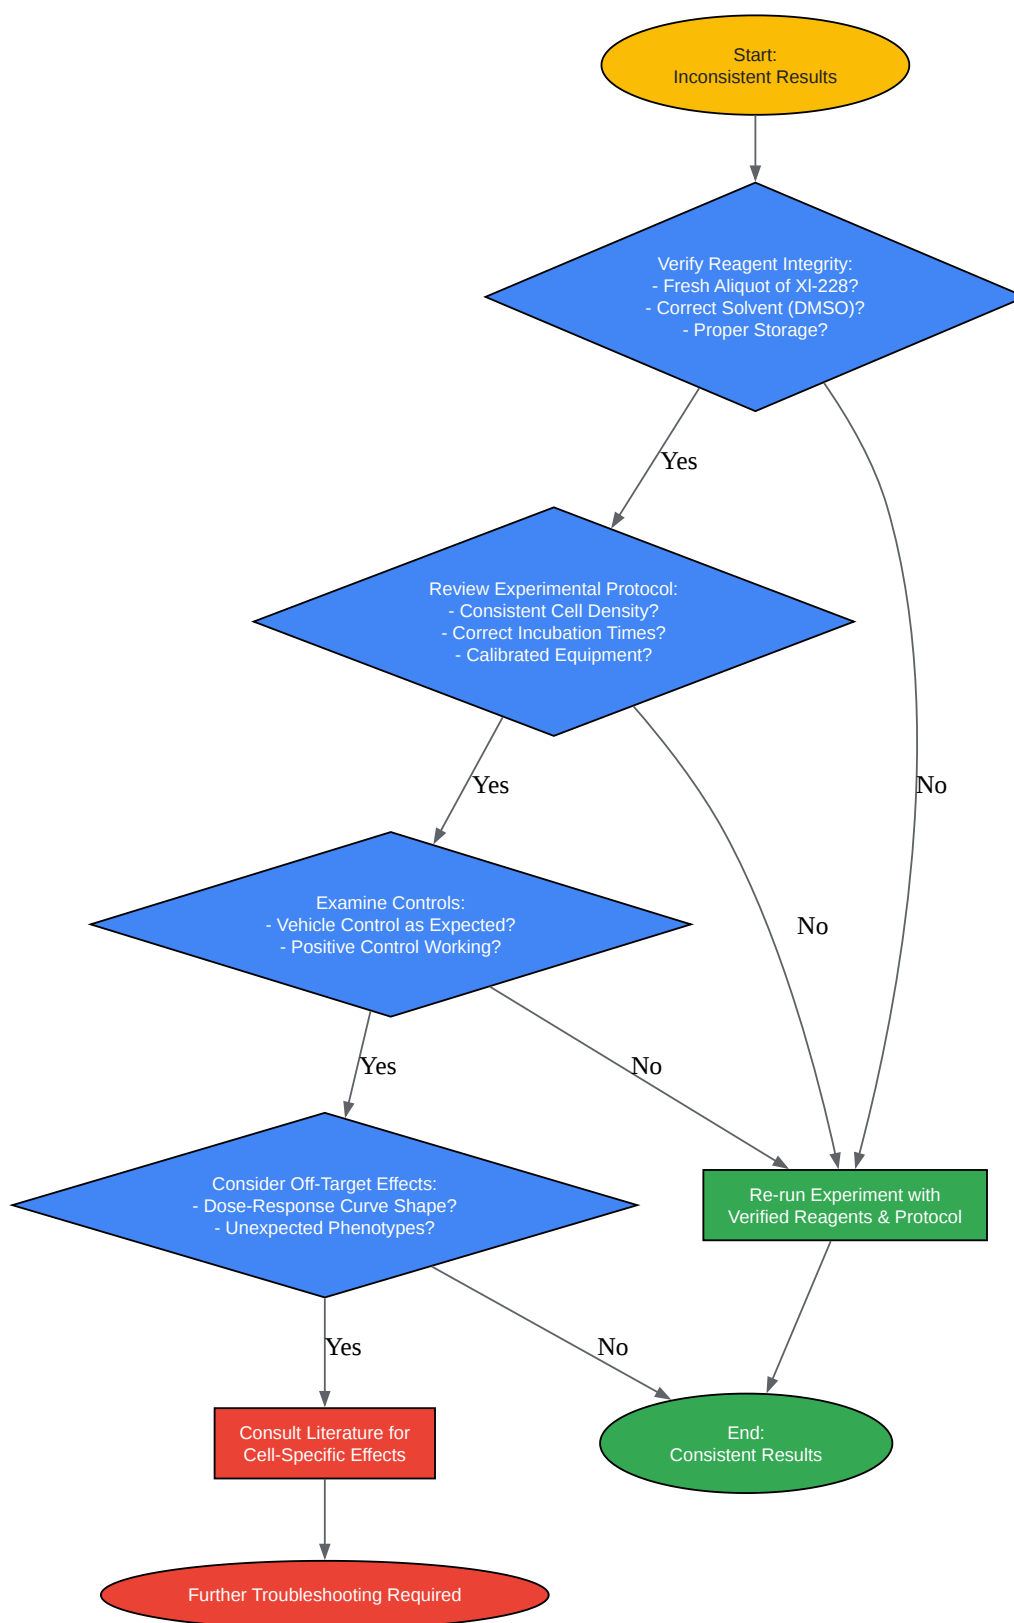 Start:
Inconsistent Results
Verify Reagent Integrity:
- Fresh Aliquot of Xl-228?
- Correct Solvent (DMSO)?
- Proper Storage?
Yes
Review Experimental Protocol:
- Consistent Cell Density?
- Correct Incubation Times?
- Calibrated Equipment?
Yes
No
Examine Controls:
- Vehicle Control as Expected?
- Positive Control Working?
No
Yes
No
Consider Off-Target Effects:
- Dose-Response Curve Shape?
- Unexpected Phenotypes?
Re-run Experiment with
Verified Reagents & Protocol
Yes
No
Consult Literature for
Cell-Specific Effects
End:
Consistent Results
Further Troubleshooting Required